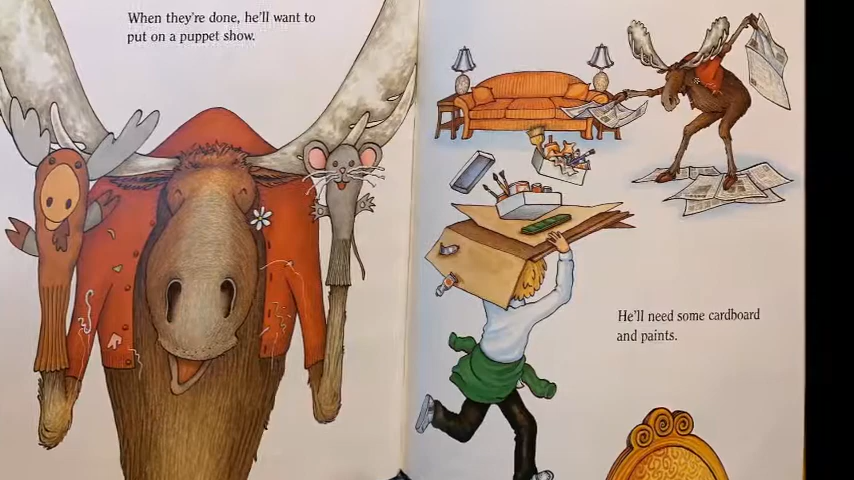 When they're done, he'll want to
put on a puppet show.
He'll need some cardboard
and paints.